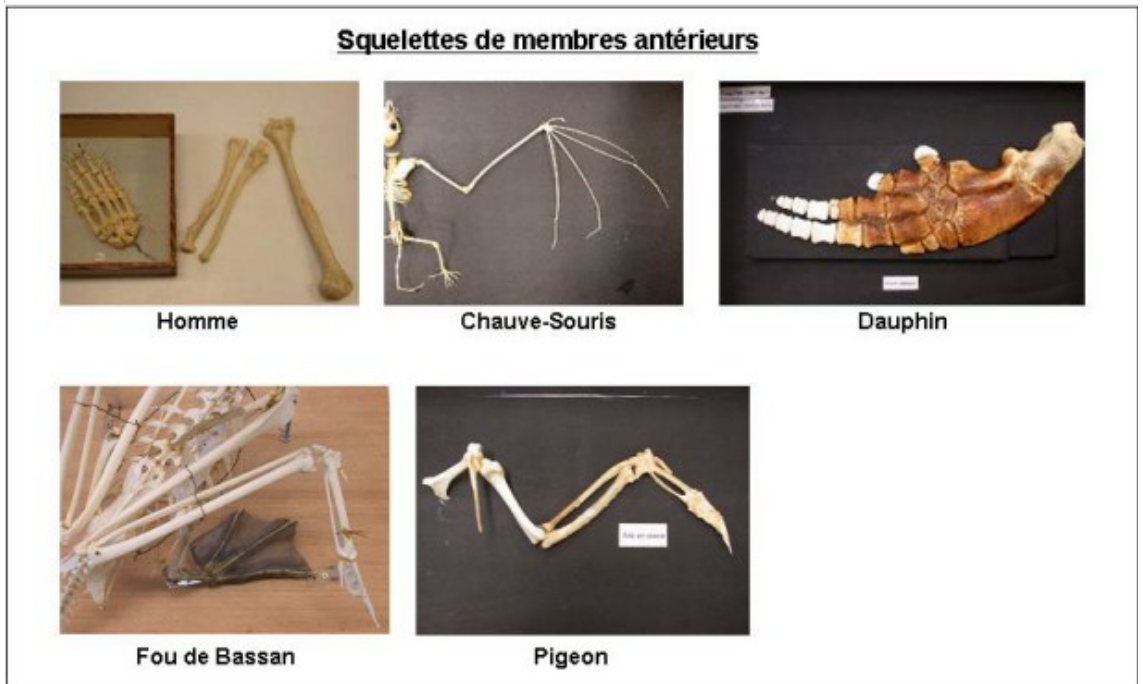 Squelettes de membres antérieurs
Homme
Chauve-Souris
Dauphin
Fou de Bassan
Pigeon